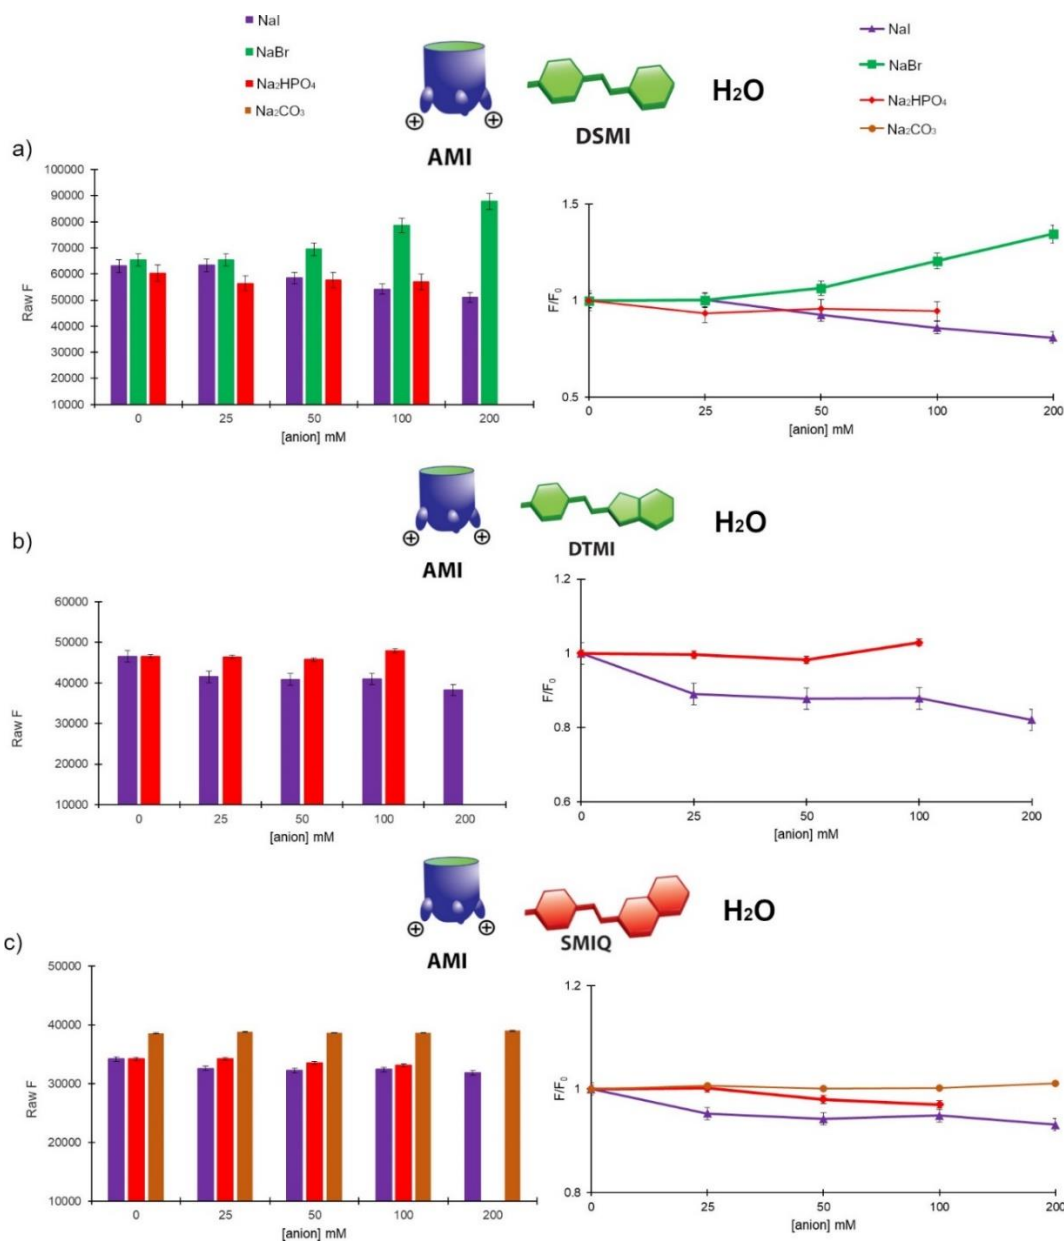 NaI
NaBr
Na₂HPO₄
Na₂CO₃
NaI
NaBr
Na₂HPO₄
Na₂CO₃
⊕ ⊕
AMI
DSMI
H₂O
a)
100000
90000
80000
70000
60000
50000
40000
30000
20000
10000
Raw F
0 25 50 100 200
[anion] mM
1.5
1
0.5
F/F₀
0 25 50 100 200
[anion] mM
⊕ ⊕
AMI
DTMI
H₂O
b)
60000
50000
40000
30000
20000
10000
Raw F
0 25 50 100 200
[anion] mM
1.2
1
0.8
0.6
F/F₀
0 25 50 100 200
[anion] mM
⊕ ⊕
AMI
SMIQ
H₂O
c)
50000
40000
30000
20000
10000
Raw F
0 25 50 100 200
[anion] mM
1.2
1
0.8
F/F₀
0 25 50 100 200
[anion] mM